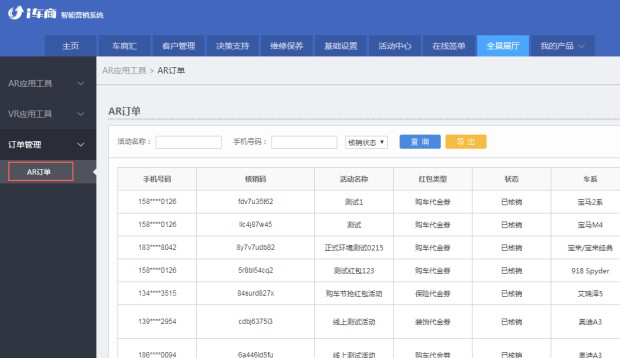 i车商 智能营销系统
主页 车商汇 客户管理 决策支持 维修保养 基础设置 活动中心 在线签单 全景展厅 我的产品
AR应用工具
VR应用工具
订单管理
AR订单
AR应用工具 > AR订单
AR订单
活动名称： 手机号码： 核销状态 查 询 导 出
手机号码 核销码 活动名称 红包类型 状态 车系
158****0126 fdv7u35t62 测试1 购车代金券 已核销 宝马2系
158****0126 llc4j87w45 测试 购车代金券 已核销 宝马M4
183****8042 8y7v7udb82 正式环境测试0215 购车代金券 已核销 宝来/宝来经典
158****0126 5r8bl54cq2 测试红包123 购车代金券 已核销 918 Spyder
134****3515 84surd827x 购车节抢红包活动 保险代金券 已核销 艾瑞泽5
139****2954 cdbj6375l3 线上测试活动 装饰代金券 已核销 奥迪A3
186****0094 6a446ld5fu 线上测试活动 购车代金券 已核销 奥迪A3